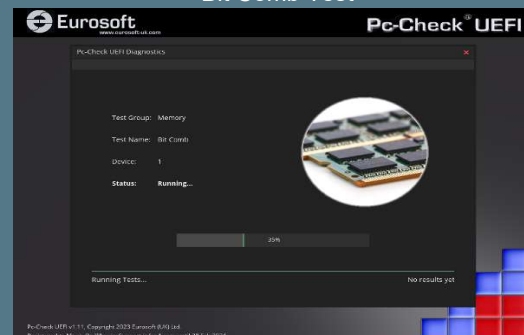 Bit Comb Test
Eurosoft
www.eurosoft-uk.com
Pc-Check® UEFI
Pc-Check UEFI Diagnostics
Test Group: Memory
Test Name: Bit Comb
Device: 1
Status: Running...
35%
Running Tests...
No results yet
Pc-Check UEFI v1.11, Copyright 2023 Eurosoft (UK) Ltd